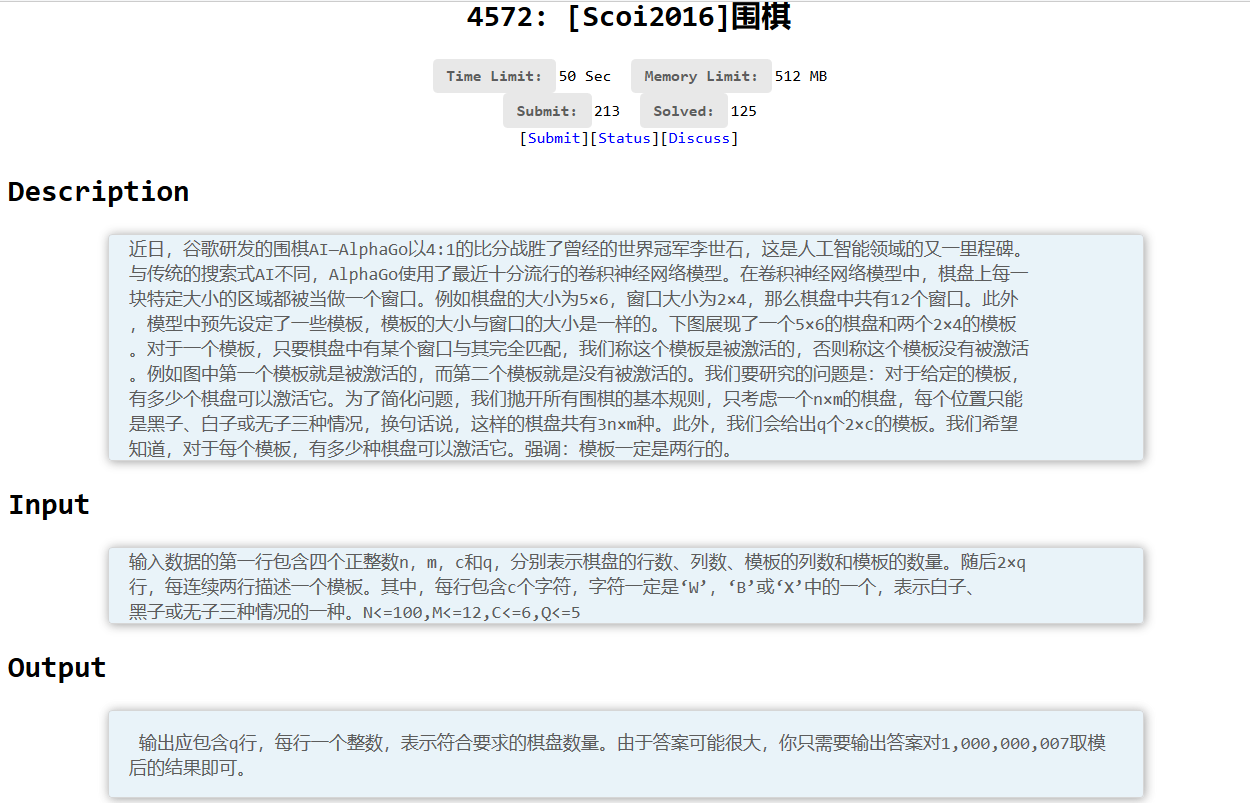 4572: [Scoi2016]围棋
Time Limit: 50 Sec Memory Limit: 512 MB
Submit: 213 Solved: 125
[Submit][Status][Discuss]
Description
近日，谷歌研发的围棋AI—AlphaGo以4:1的比分战胜了曾经的世界冠军李世石，这是人工智能领域的又一里程碑。
与传统的搜索式AI不同，AlphaGo使用了最近十分流行的卷积神经网络模型。在卷积神经网络模型中，棋盘上每一
块特定大小的区域都被当做一个窗口。例如棋盘的大小为5×6，窗口大小为2×4，那么棋盘中共有12个窗口。此外
，模型中预先设定了一些模板，模板的大小与窗口的大小是一样的。下图展现了一个5×6的棋盘和两个2×4的模板
。对于一个模板，只要棋盘中有某个窗口与其完全匹配，我们称这个模板是被激活的，否则称这个模板没有被激活
。例如图中第一个模板就是被激活的，而第二个模板就是没有被激活的。我们要研究的问题是：对于给定的模板，
有多少个棋盘可以激活它。为了简化问题，我们抛开所有围棋的基本规则，只考虑一个n×m的棋盘，每个位置只能
是黑子、白子或无子三种情况，换句话说，这样的棋盘共有3n×m种。此外，我们会给出q个2×c的模板。我们希望
知道，对于每个模板，有多少种棋盘可以激活它。强调：模板一定是两行的。
Input
输入数据的第一行包含四个正整数n，m，c和q，分别表示棋盘的行数、列数、模板的列数和模板的数量。随后2×q
行，每连续两行描述一个模板。其中，每行包含c个字符，字符一定是‘W’，‘B’或‘X’中的一个，表示白子、
黑子或无子三种情况的一种。N<=100,M<=12,C<=6,Q<=5
Output
输出应包含q行，每行一个整数，表示符合要求的棋盘数量。由于答案可能很大，你只需要输出答案对1,000,000,007取模
后的结果即可。